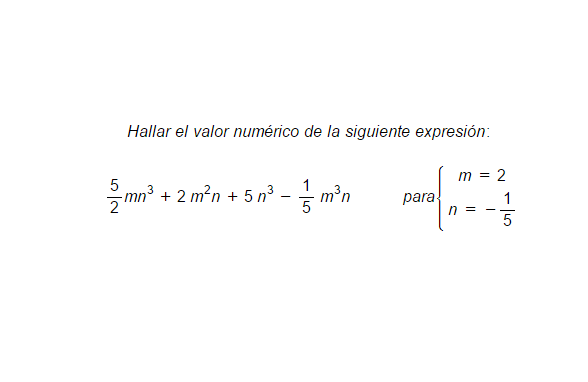 Hallar el valor numérico de la siguiente expresión:
5/2 mn³ + 2 m²n + 5 n³ − 1/5 m³n para { m = 2
n = − 1/5